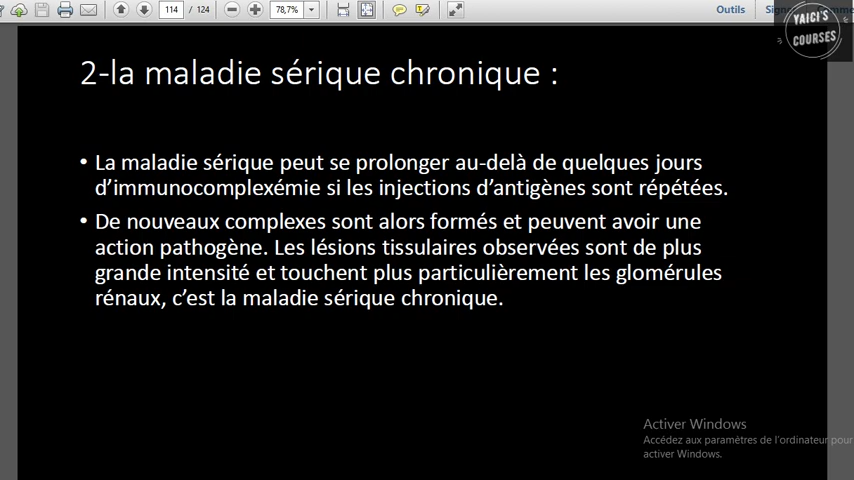 114 / 124
78,7%
Outils
YAICI'S
COURSES
2-la maladie sérique chronique :
• La maladie sérique peut se prolonger au-delà de quelques jours
d'immunocomplexémie si les injections d'antigènes sont répétées.
• De nouveaux complexes sont alors formés et peuvent avoir une
action pathogène. Les lésions tissulaires observées sont de plus
grande intensité et touchent plus particulièrement les glomérules
rénaux, c'est la maladie sérique chronique.
Activer Windows
Accédez aux paramètres de l'ordinateur pour
activer Windows.